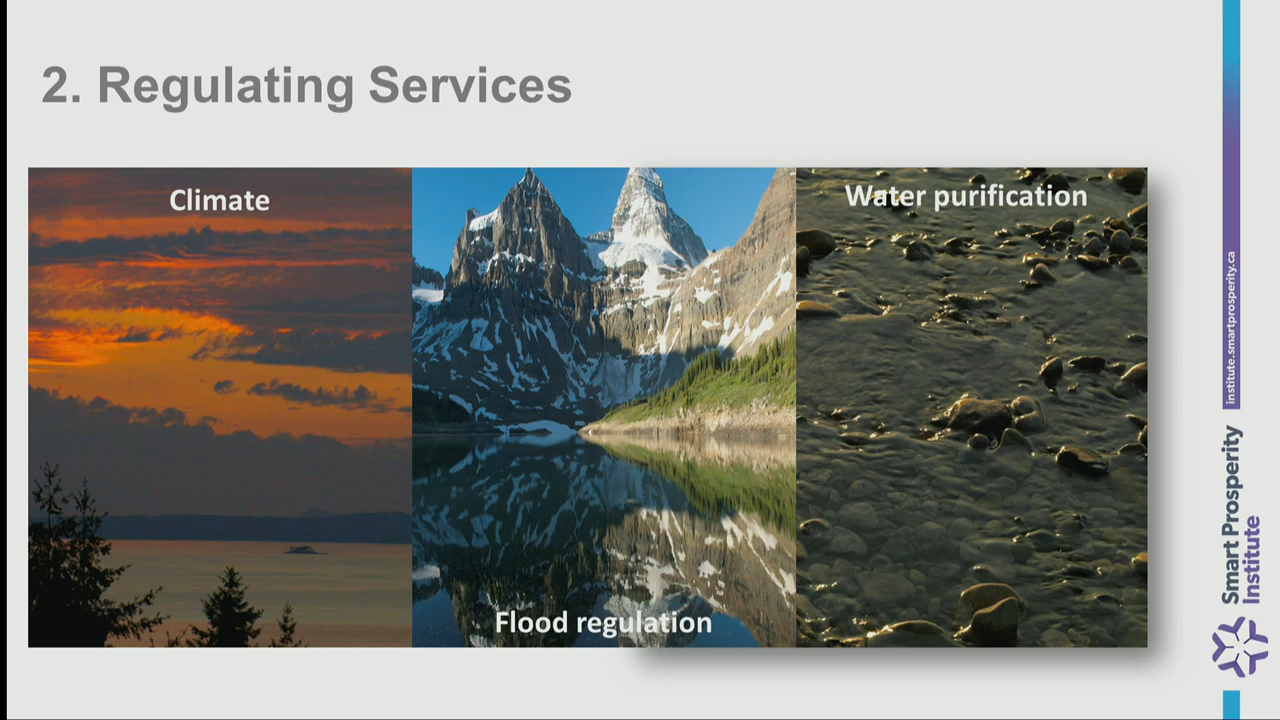 2. Regulating Services
Climate
Water purification
Flood regulation
institute.smartprosperity.ca
Smart Prosperity
Institute